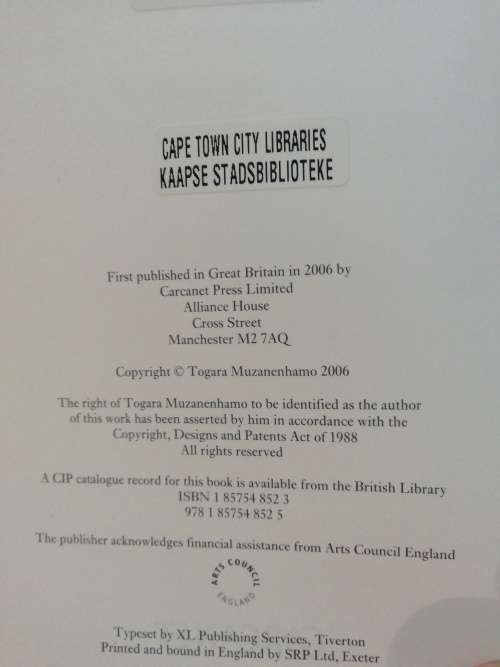 CAPE TOWN CITY LIBRARIES
KAAPSE STADSBIBLIOTEKE
First published in Great Britain in 2006 by
Carcanet Press Limited
Alliance House
Cross Street
Manchester M2 7AQ
Copyright © Togara Muzanenhamo 2006
The right of Togara Muzanenhamo to be identified as the author
of this work has been asserted by him in accordance with the
Copyright, Designs and Patents Act of 1988
All rights reserved
A CIP catalogue record for this book is available from the British Library
ISBN 1 85754 852 3
978 1 85754 852 5
The publisher acknowledges financial assistance from Arts Council England
ARTS COUNCIL
ENGLAND
Typeset by XL Publishing Services, Tiverton
Printed and bound in England by SRP Ltd, Exeter